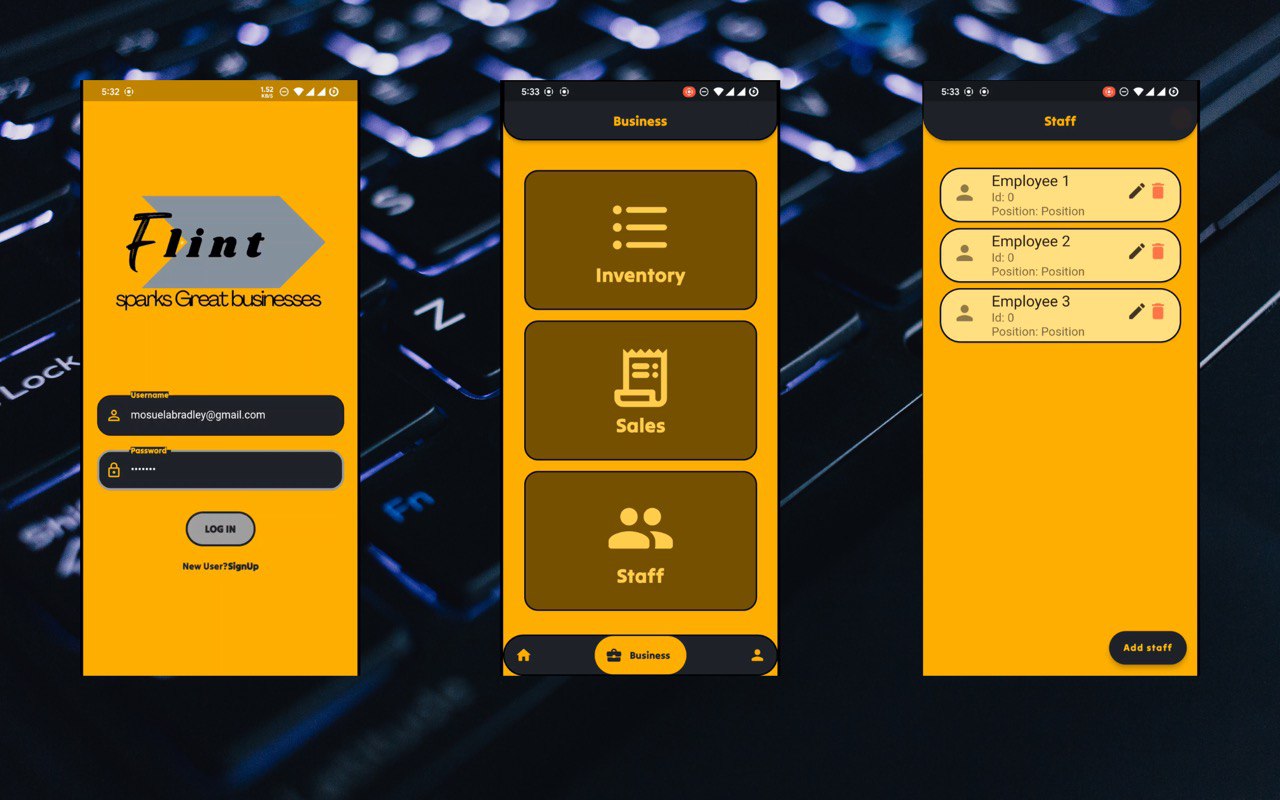 5:32
1.52
KB/S
Flint
sparks Great businesses
Username
mosuelabradley@gmail.com
Password
•••••••
LOG IN
New User?SignUp
5:33
Business
Inventory
Sales
Staff
Business
5:33
Staff
Employee 1
Id: 0
Position: Position
Employee 2
Id: 0
Position: Position
Employee 3
Id: 0
Position: Position
Add staff
Lock
S
Z
Fn